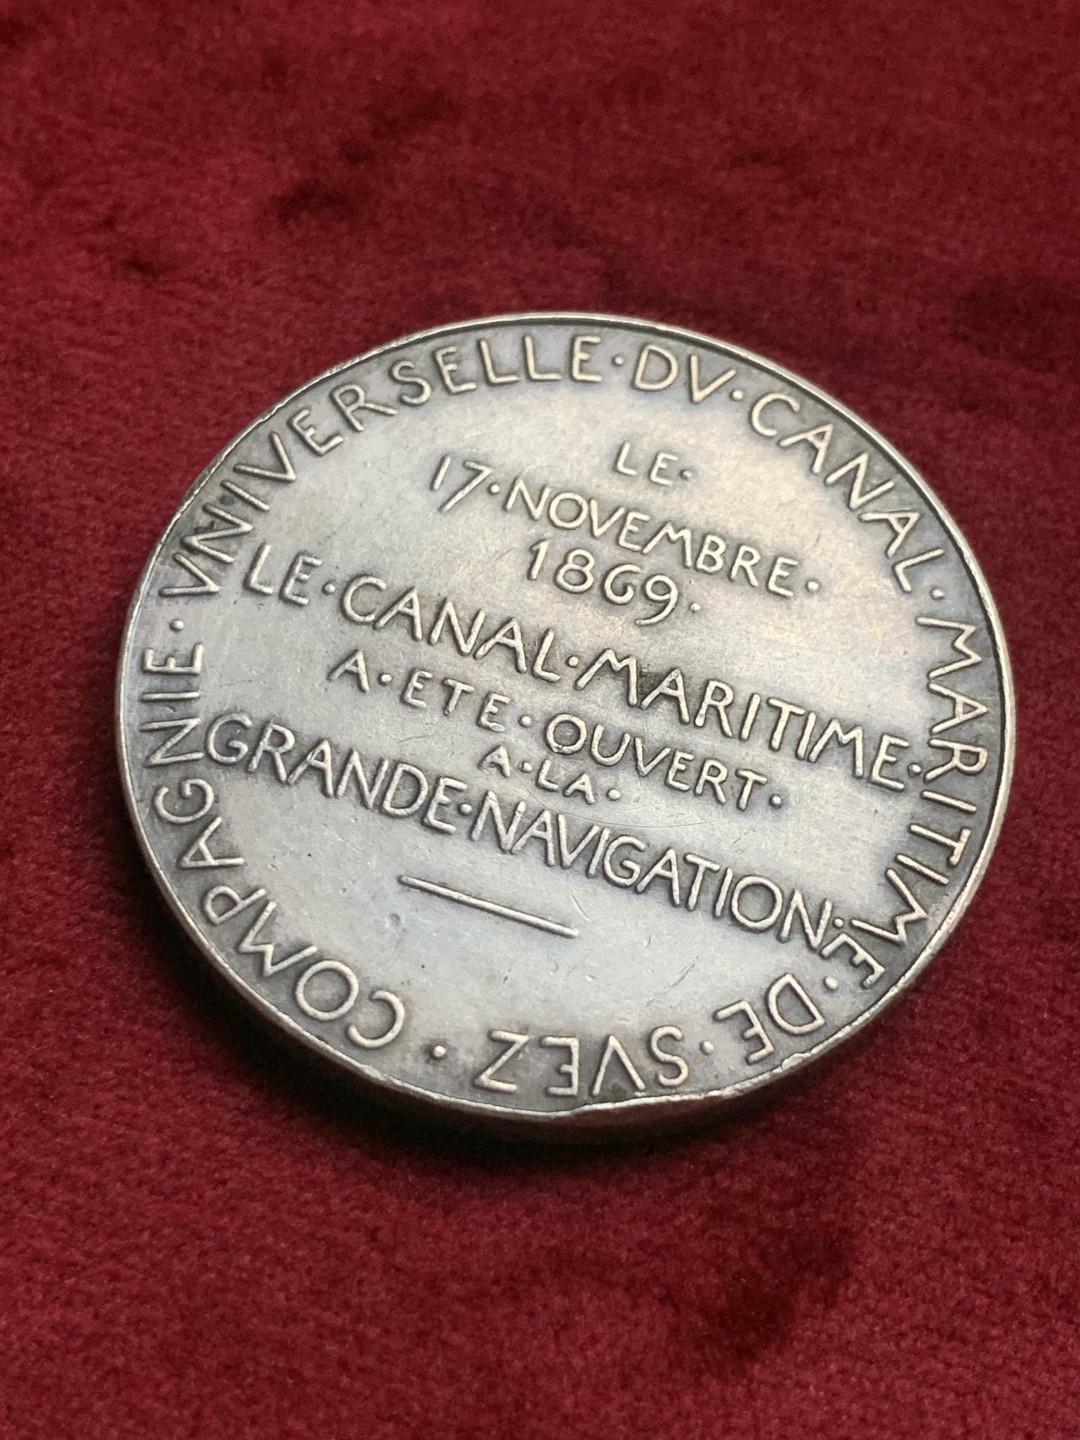 COMPAGNIE · VNIVERSELLE · DV · CANAL · MARITIME · DE · SVEZ ·
LE·
17·NOVEMBRE·
1869·
LE·CANAL·MARITIME·
A·ETE·OUVERT·
A·LA·
GRANDE·NAVIGATION·